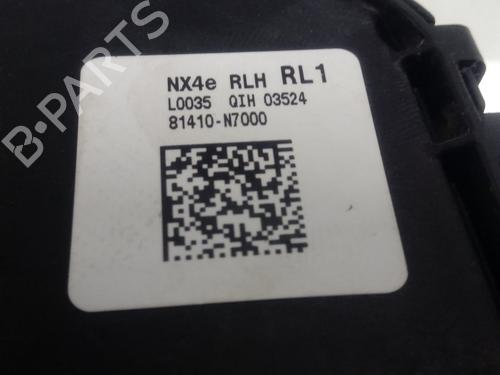 NX4e RLH RL1
L0035 QIH 03524
81410-N7000
B-PARTS